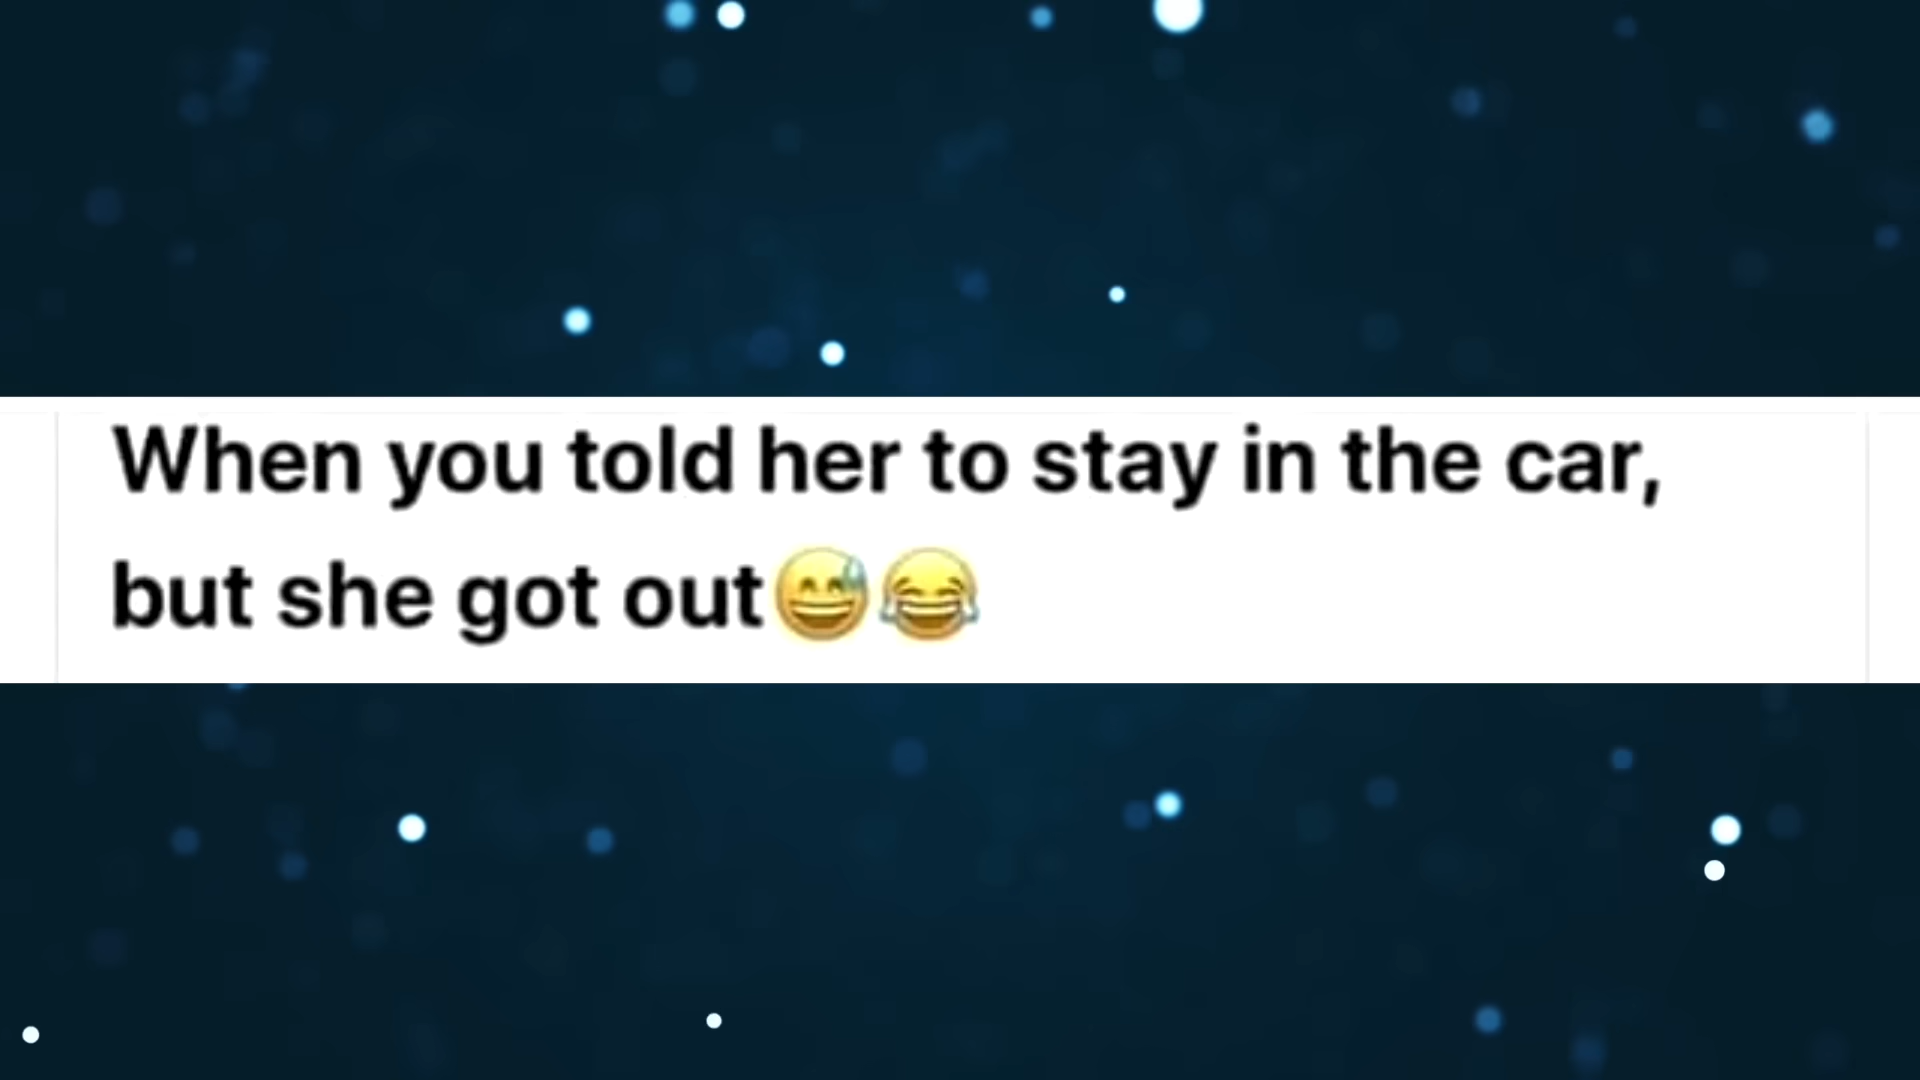 When you told her to stay in the car,
but she got out😅😂